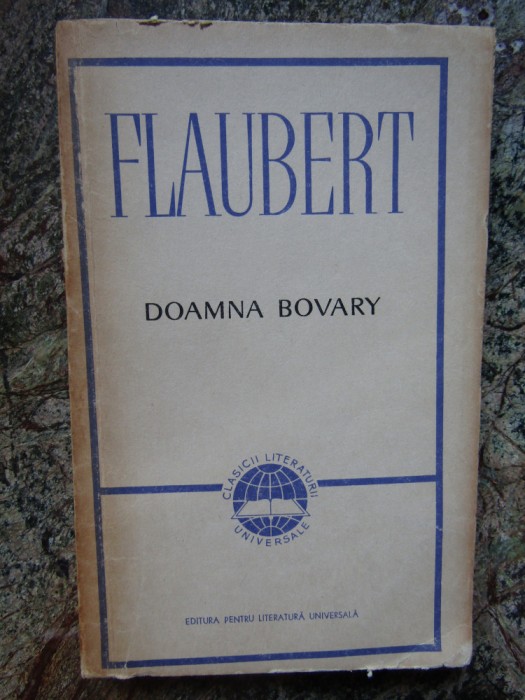 FLAUBERT
DOAMNA BOVARY
CLASICII LITERATURII
UNIVERSALE
EDITURA PENTRU LITERATURĂ UNIVERSALĂ